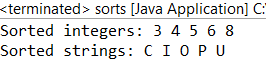 <terminated> sorts [Java Application] C:
Sorted integers: 3 4 5 6 8
Sorted strings: C I O P U